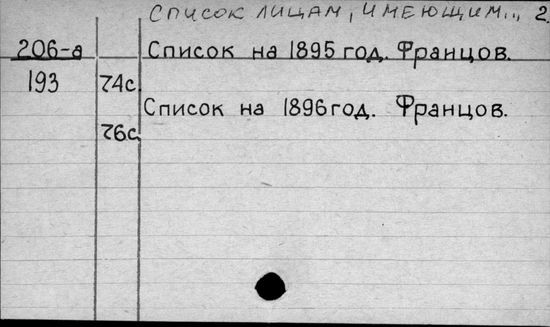 СПИСОК ЛИЦАМ, ИМЕЮЩИМ... 2.
206-а Список на 1895 год. Францов.
193 74с.
Список на 1896 год. Францов.
76с.